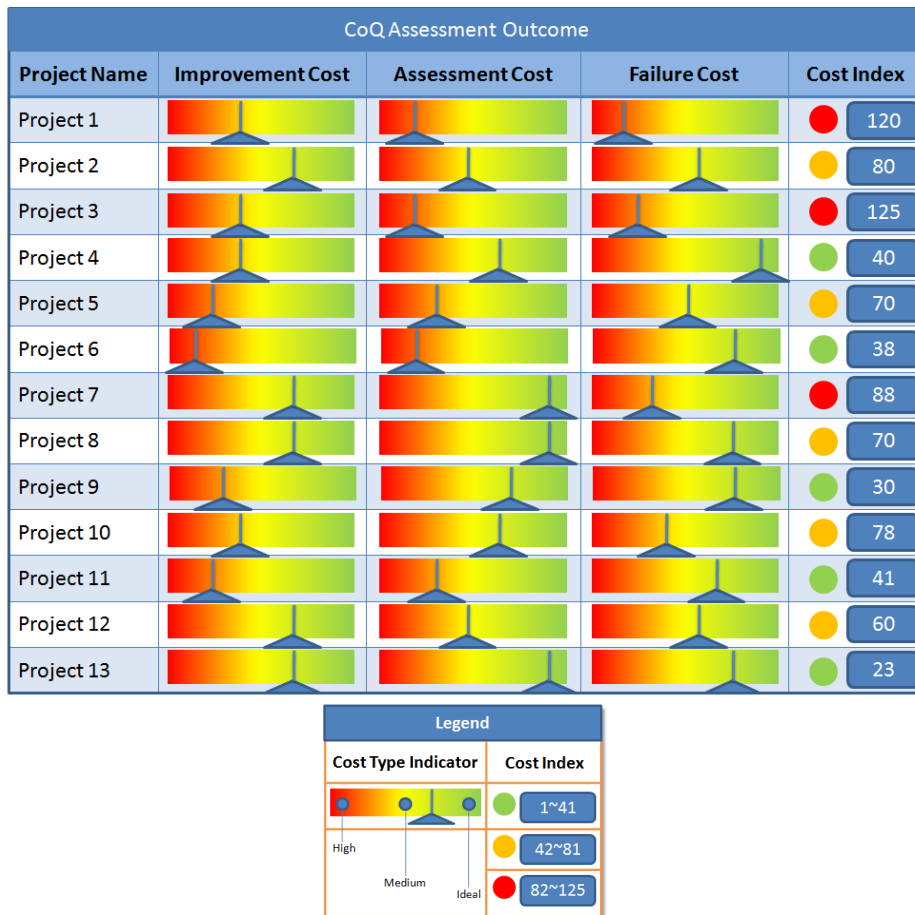 CoQ Assessment Outcome
Project Name Improvement Cost Assessment Cost Failure Cost Cost Index
Project 1 120
Project 2 80
Project 3 125
Project 4 40
Project 5 70
Project 6 38
Project 7 88
Project 8 70
Project 9 30
Project 10 78
Project 11 41
Project 12 60
Project 13 23
Legend
Cost Type Indicator Cost Index
1~41
High
42~81
Medium
Ideal
82~125